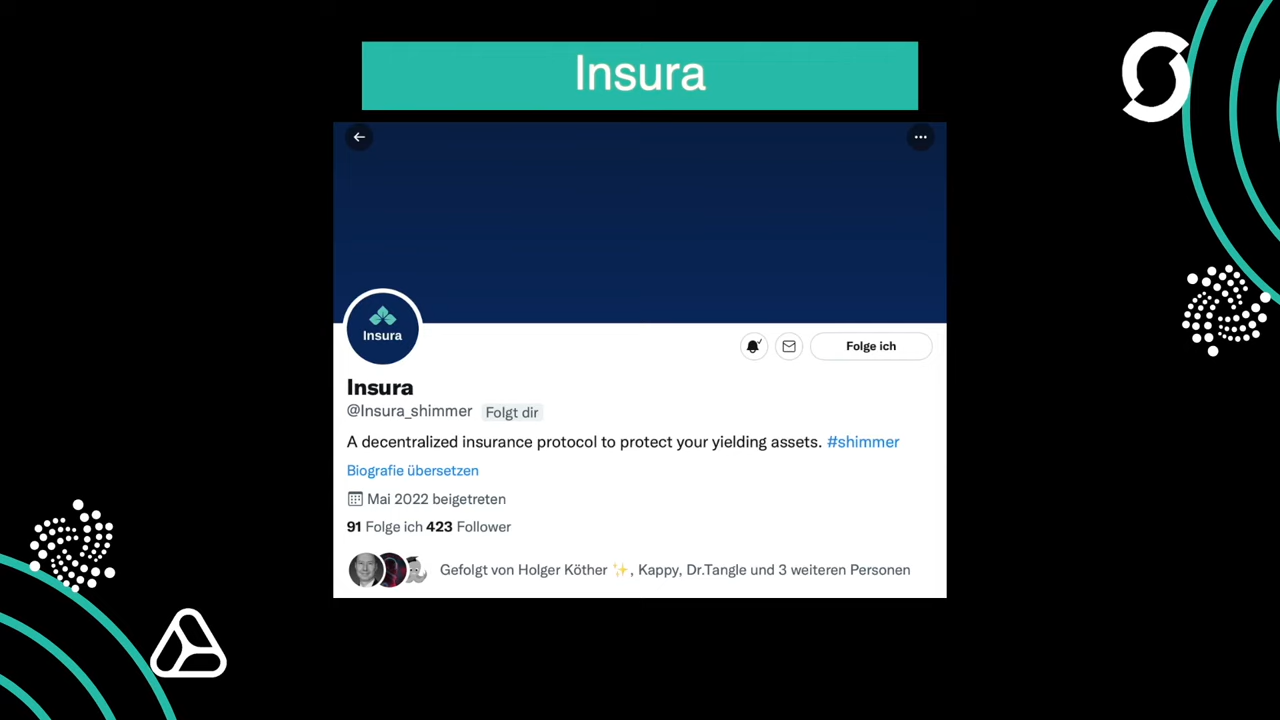 Insura
Insura
Insura
@Insura_shimmer Folgt dir
Folge ich
A decentralized insurance protocol to protect your yielding assets. #shimmer
Biografie übersetzen
Mai 2022 beigetreten
91 Folge ich 423 Follower
Gefolgt von Holger Köther ✨, Kappy, Dr.Tangle und 3 weiteren Personen